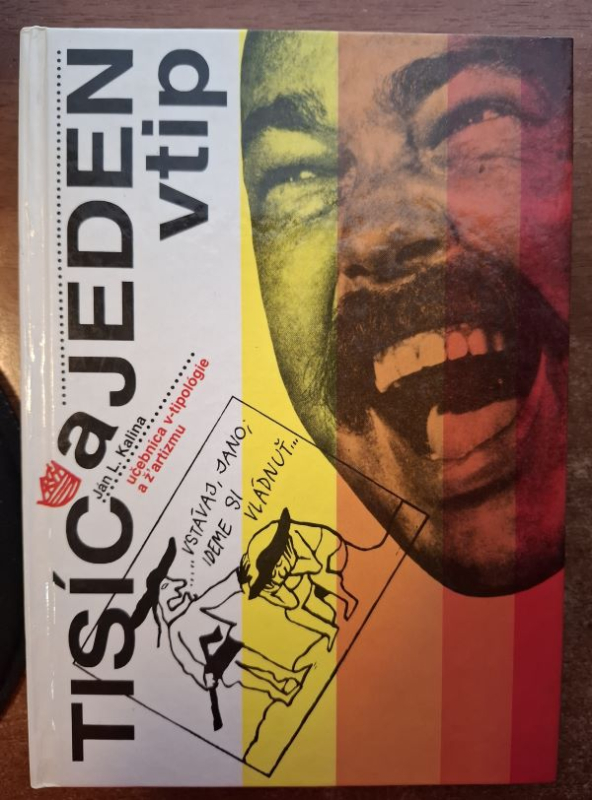 TISÍC a JEDEN
vtip
Ján L. Kalina
učebnica v-tipológie
a ž'artizmu
... VSTÁVAJ, JANO;
IDEME SI
VLÁDNUŤ...